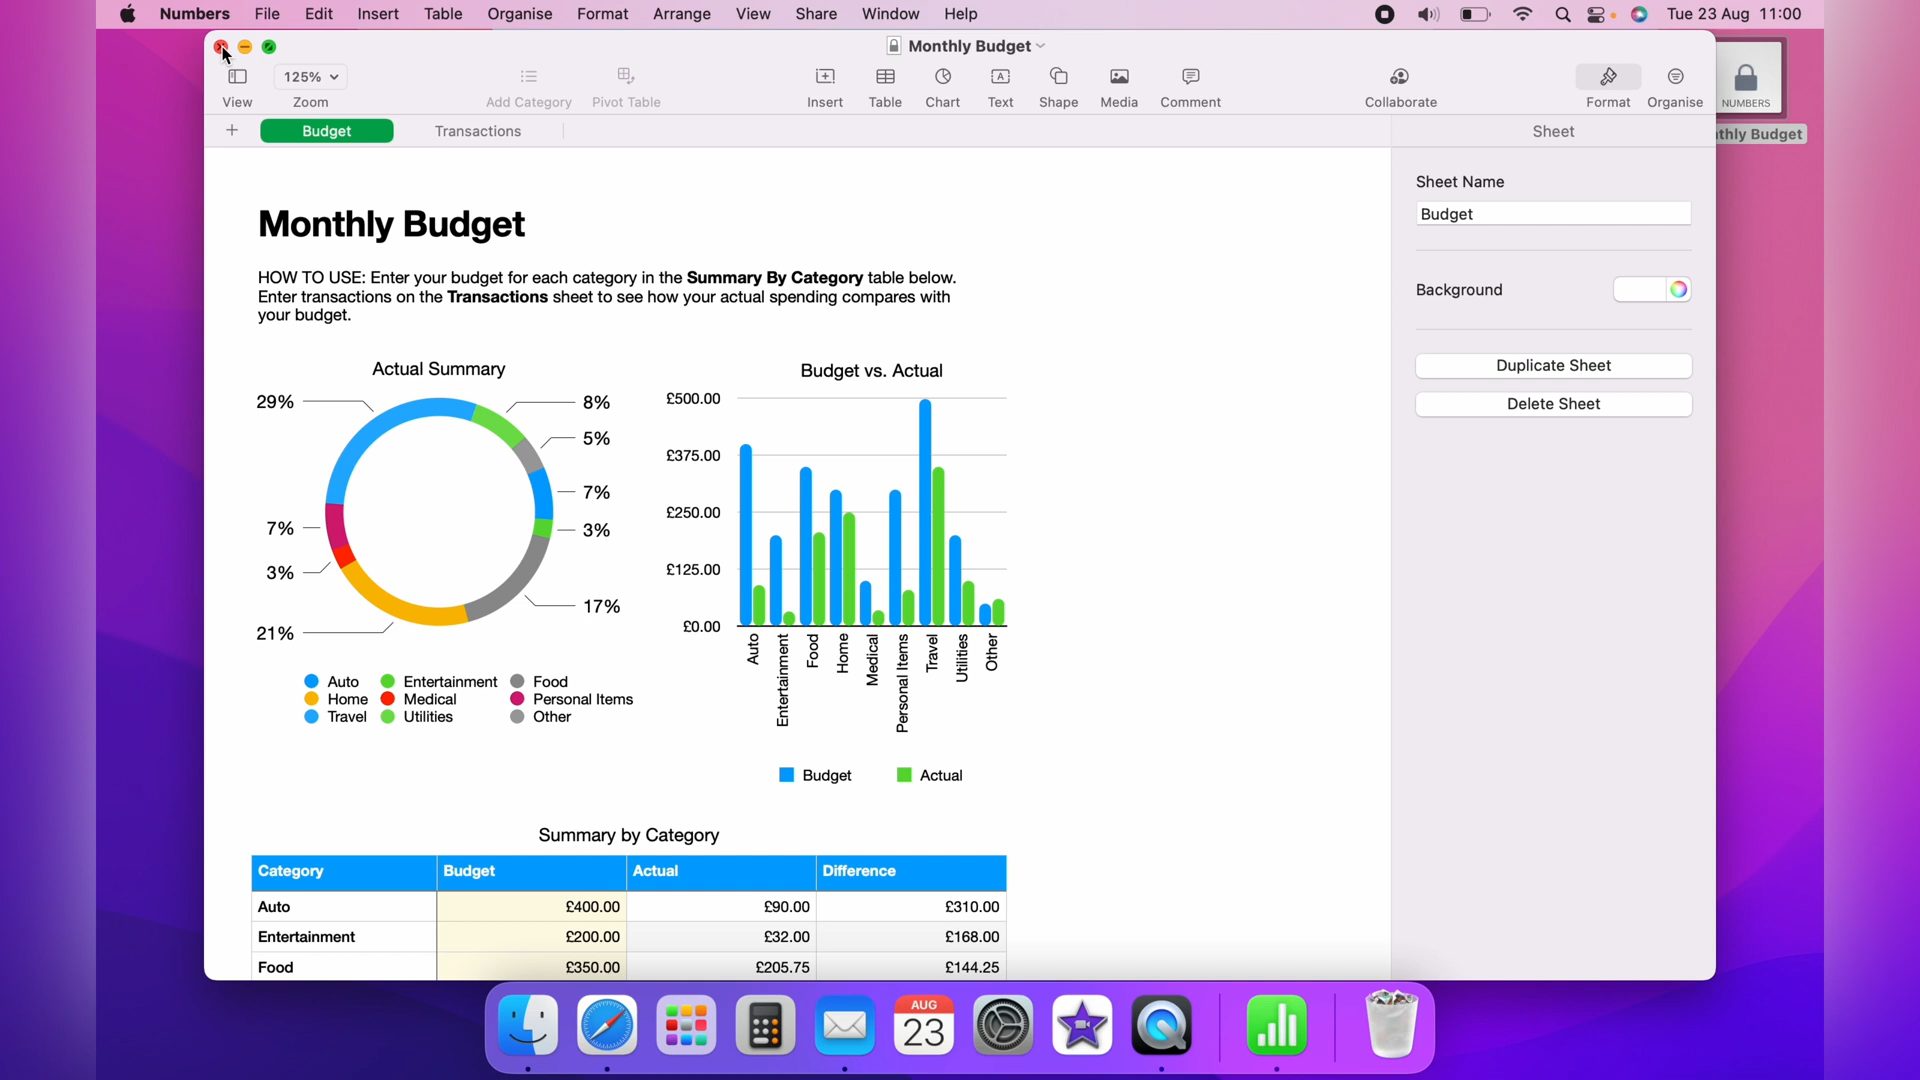 Numbers File Edit Insert Table Organise Format Arrange View Share Window Help Tue 23 Aug 11:00
Monthly Budget
125%
View Zoom Add Category Pivot Table Insert Table Chart Text Shape Media Comment Collaborate Format Organise
NUMBERS
thly Budget
Budget Transactions Sheet
Sheet Name
Budget
Background
Duplicate Sheet
Delete Sheet
Monthly Budget
HOW TO USE: Enter your budget for each category in the Summary By Category table below.
Enter transactions on the Transactions sheet to see how your actual spending compares with
your budget.
Actual Summary
29%
8%
5%
7%
3%
17%
21%
3%
7%
Auto Entertainment Food
Home Medical Personal Items
Travel Utilities Other
Budget vs. Actual
£500.00
£375.00
£250.00
£125.00
£0.00
Auto
Entertainment
Food
Home
Medical
Personal Items
Travel
Utilities
Other
Budget Actual
Summary by Category
Category Budget Actual Difference
Auto £400.00 £90.00 £310.00
Entertainment £200.00 £32.00 £168.00
Food £350.00 £205.75 £144.25
AUG
23